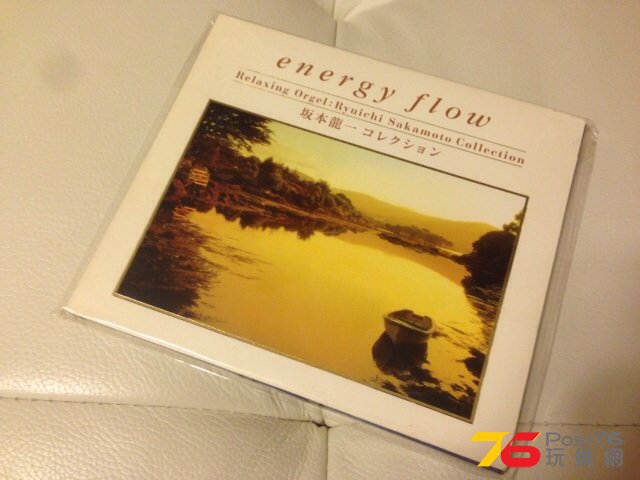 energy flow
Relaxing Orgel: Ryuichi Sakamoto Collection
坂本龍一 コレクション
76 Post76
玩樂網